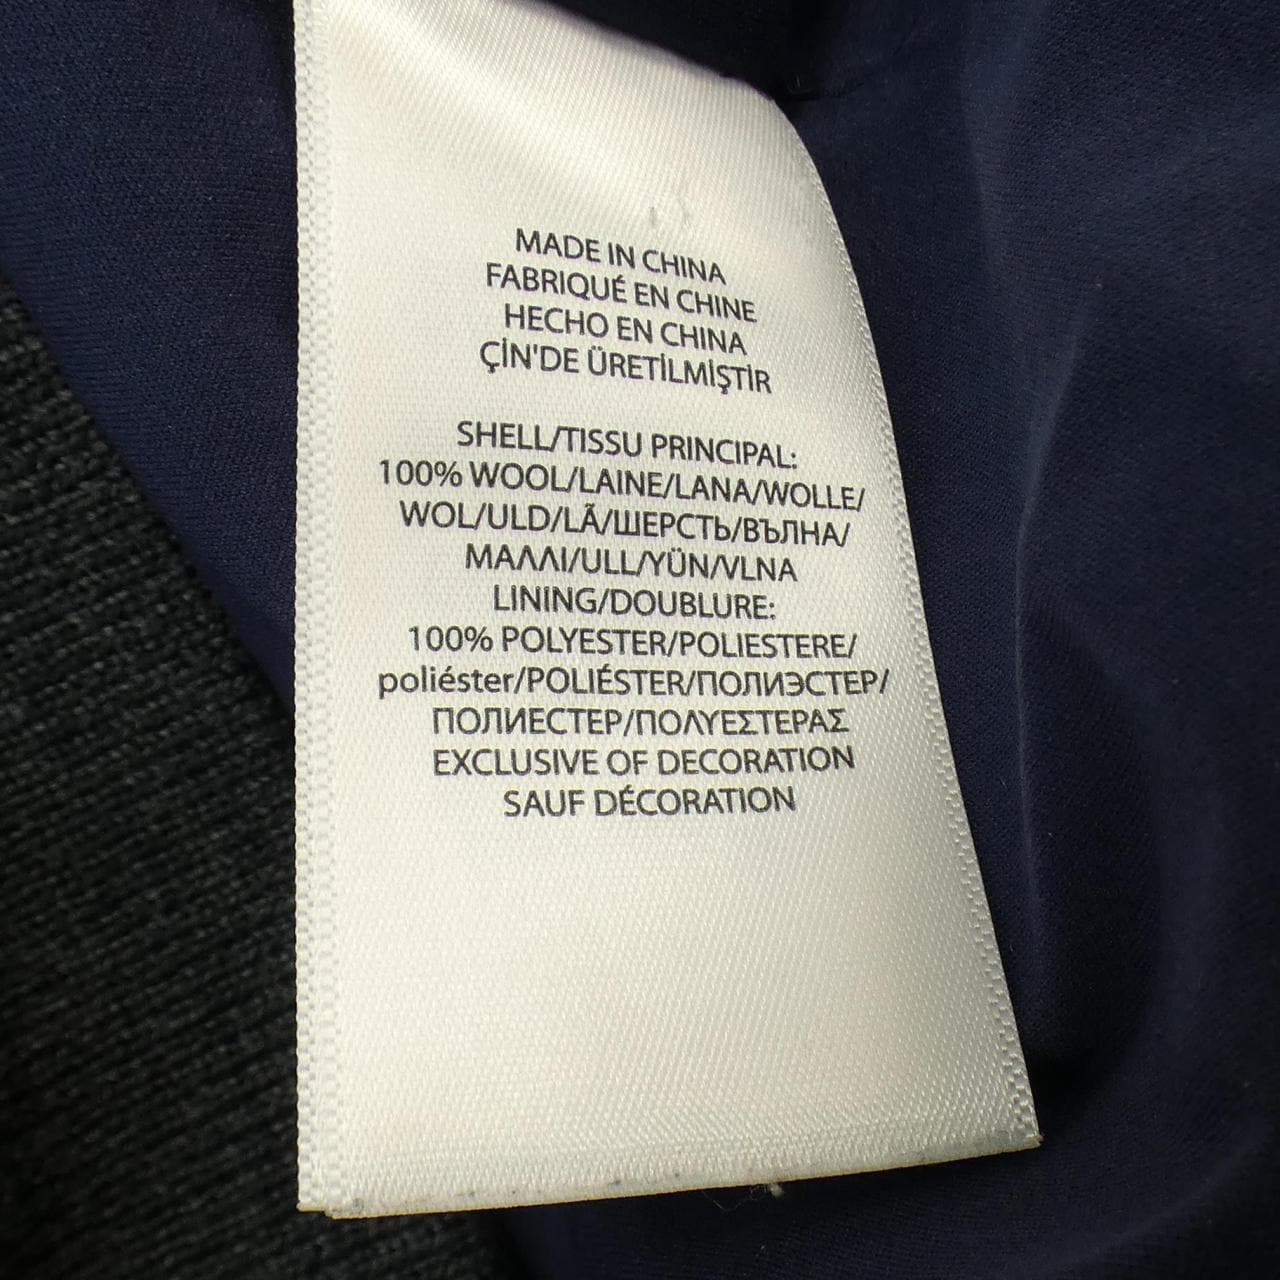 MADE IN CHINA
FABRIQUÉ EN CHINE
HECHO EN CHINA
ÇİN'DE ÜRETİLMİŞTİR
SHELL/TISSU PRINCIPAL:
100% WOOL/LAINE/LANA/WOLLE/
WOL/ULD/LÃ/ШЕРСТЬ/ВЪЛНА/
ΜΑΛΛΙ/ULL/YÜN/VLNA
LINING/DOUBLURE:
100% POLYESTER/POLIESTERE/
poliéster/POLIÉSTER/ПОЛИЭСТЕР/
ПОЛИЕСТЕР/ΠΟΛΥΕΣΤΕΡΑΣ
EXCLUSIVE OF DECORATION
SAUF DÉCORATION